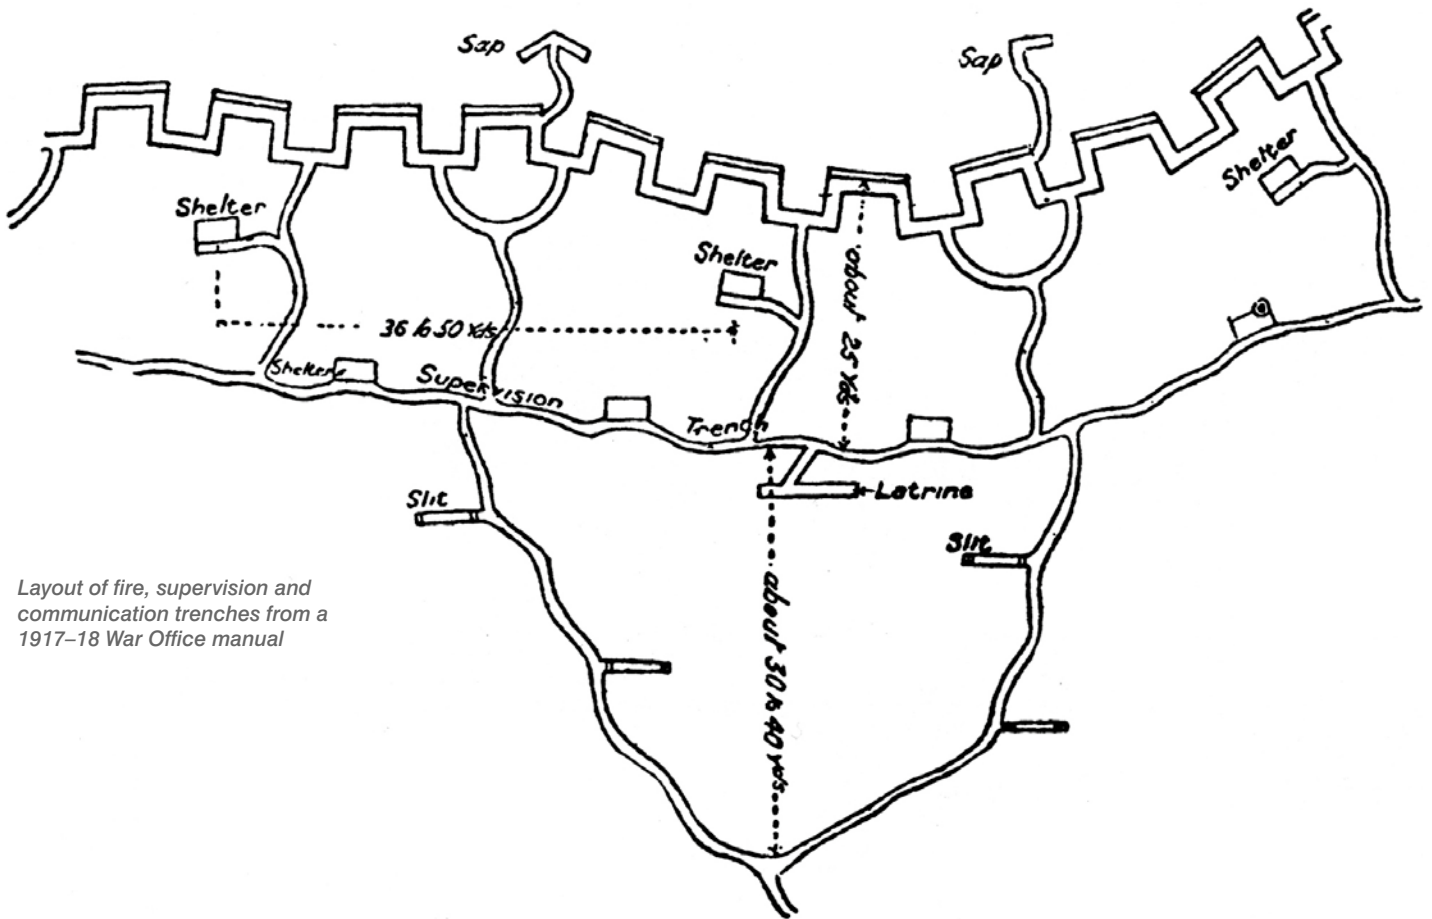 Sap
Sap
Shelter
Shelter
Shelter
36 to 50 Yds
about 25 Yds
Shelters
Supervision
Trench
Latrine
Slit
Slit
about 30 to 40 yds
Layout of fire, supervision and
communication trenches from a
1917–18 War Office manual